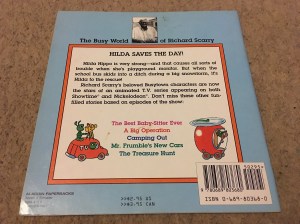 The Busy World of Richard Scarry
HILDA SAVES THE DAY!
Hilda Hippo is very strong—and that causes all sorts of
trouble when she's playground monitor. But when the
school bus skids into a ditch during a big snowstorm, it's
Hilda to the rescue!
Richard Scarry's beloved Busytown characters are now
the stars of an animated T.V. series appearing on both
Showtime and Nickelodeon. Don't miss these other fun-
filled stories based on episodes of the show:
The Best Baby-Sitter Ever
A Big Operation
Camping Out
Mr. Frumble's New Cars
The Treasure Hunt
ISBN 0-689-80368-0